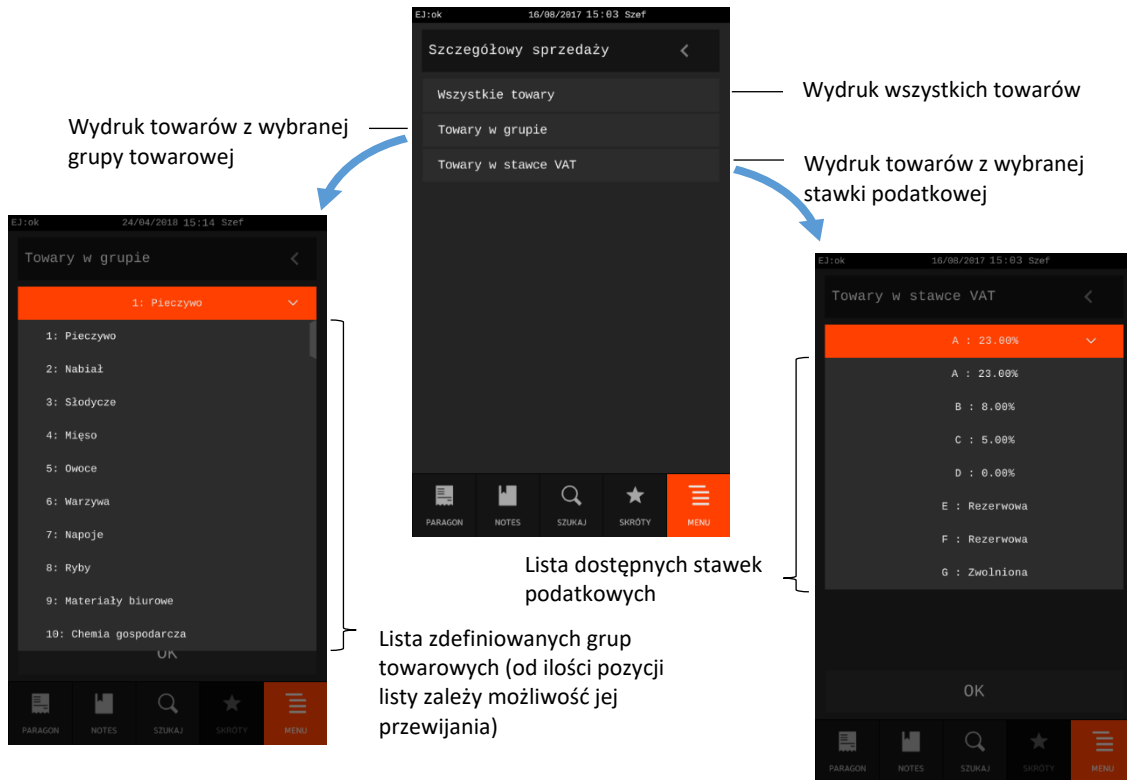 EJ:ok 16/08/2017 15:03 Szef
Szczegółowy sprzedaży
Wszystkie towary
Towary w grupie
Towary w stawce VAT
PARAGON NOTES SZUKAJ SKRÓTY MENU
Wydruk wszystkich towarów
Wydruk towarów z wybranej
grupy towarowej
Wydruk towarów z wybranej
stawki podatkowej
EJ:ok 24/04/2018 15:14 Szef
Towary w grupie
1: Pieczywo
1: Pieczywo
2: Nabiał
3: Słodycze
4: Mięso
5: Owoce
6: Warzywa
7: Napoje
8: Ryby
9: Materiały biurowe
10: Chemia gospodarcza
OK
PARAGON NOTES SZUKAJ SKRÓTY MENU
Lista zdefiniowanych grup
towarowych (od ilości pozycji
listy zależy możliwość jej
przewijania)
EJ:ok 16/08/2017 15:03 Szef
Towary w stawce VAT
A : 23.00%
A : 23.00%
B : 8.00%
C : 5.00%
D : 0.00%
E : Rezerwowa
F : Rezerwowa
G : Zwolniona
OK
PARAGON NOTES SZUKAJ SKRÓTY MENU
Lista dostępnych stawek
podatkowych